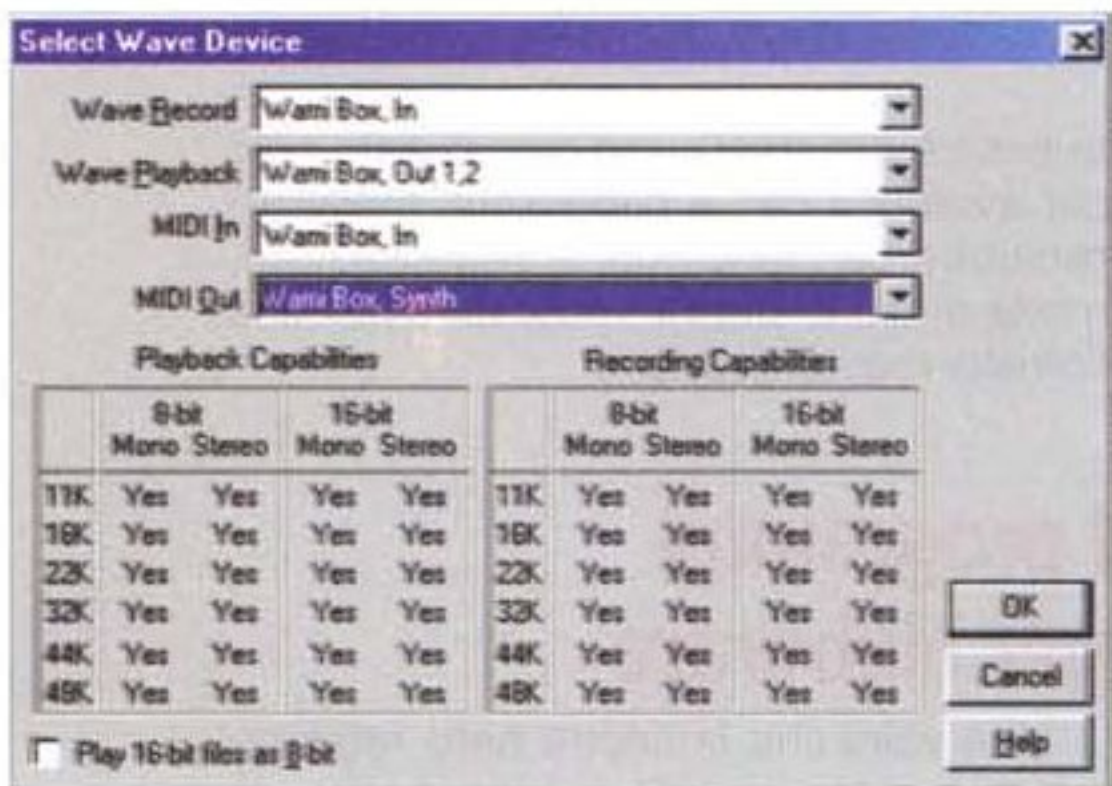 Select Wave Device
Wave Record Wami Box, In
Wave Playback Wami Box, Out 1,2
MIDI In Wami Box, In
MIDI Out Wami Box, Synth
Playback Capabilities Recording Capabilities
8-bit 16-bit 8-bit 16-bit
Mono Stereo Mono Stereo Mono Stereo Mono Stereo
11K Yes Yes Yes Yes 11K Yes Yes Yes Yes
16K Yes Yes Yes Yes 16K Yes Yes Yes Yes
22K Yes Yes Yes Yes 22K Yes Yes Yes Yes
32K Yes Yes Yes Yes 32K Yes Yes Yes Yes
44K Yes Yes Yes Yes 44K Yes Yes Yes Yes
48K Yes Yes Yes Yes 48K Yes Yes Yes Yes
OK
Cancel
Help
Play 16-bit files as 8-bit